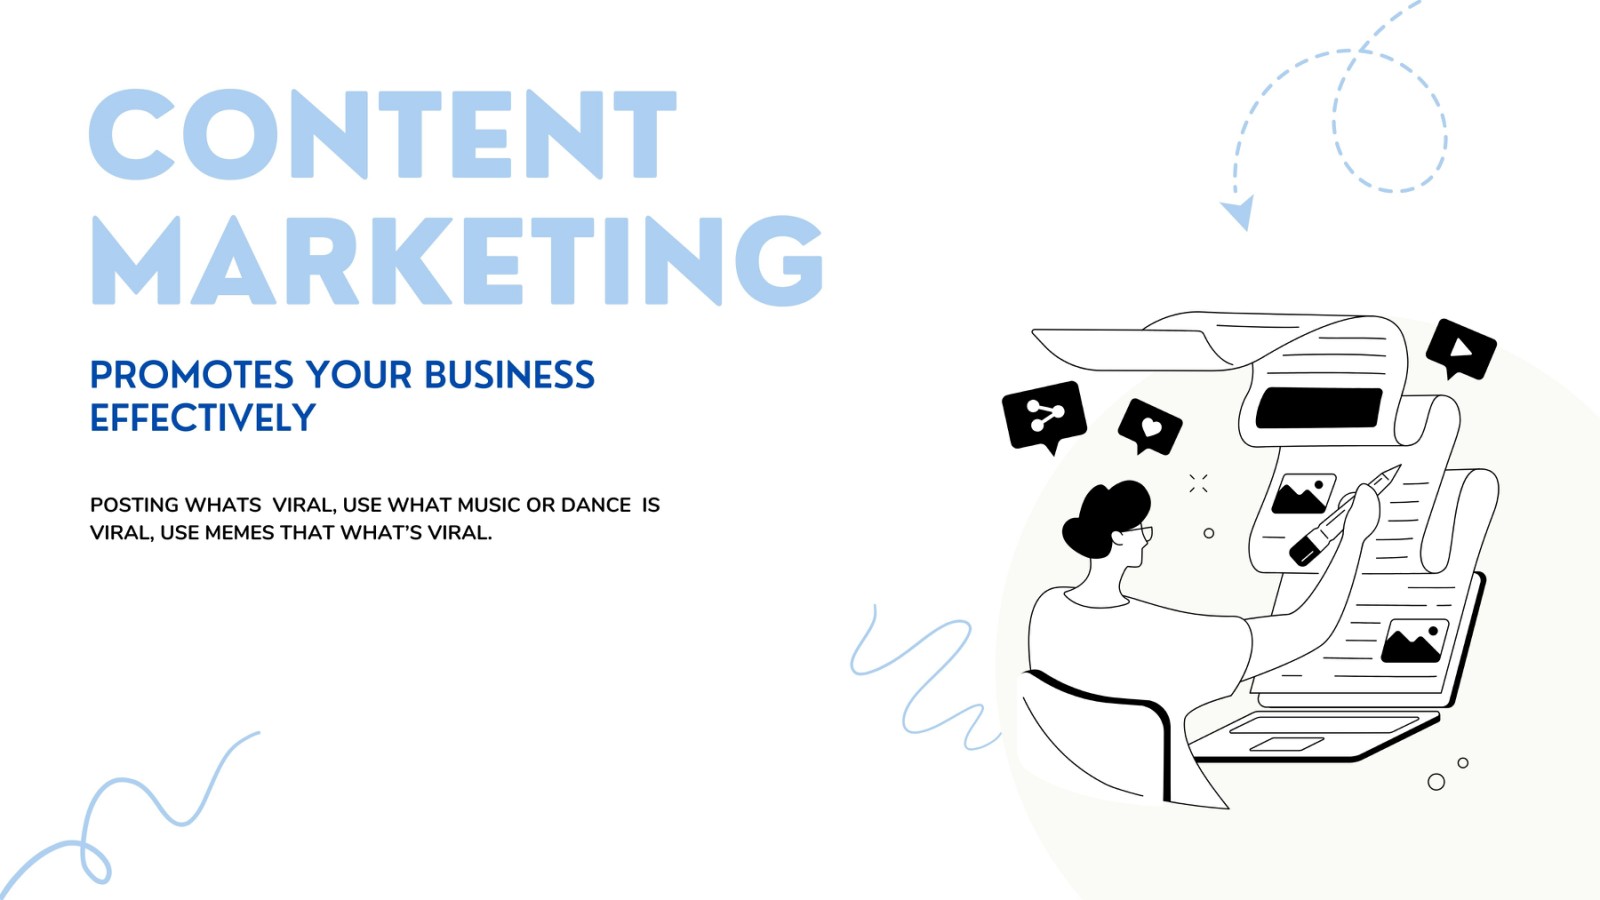 CONTENT
MARKETING
PROMOTES YOUR BUSINESS
EFFECTIVELY
POSTING WHATS  VIRAL, USE WHAT MUSIC OR DANCE  IS
VIRAL, USE MEMES THAT WHAT’S VIRAL.